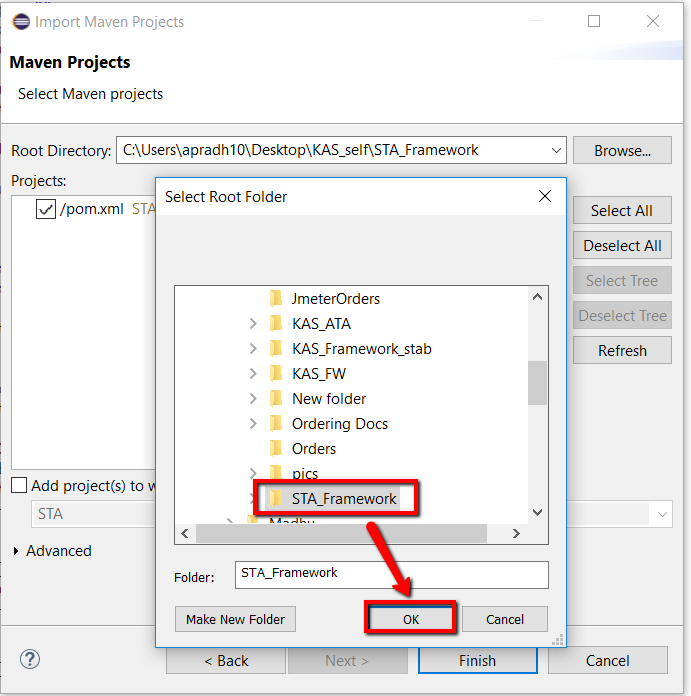 Import Maven Projects
Maven Projects
Select Maven projects
Root Directory: C:\Users\apradh10\Desktop\KAS_self\STA_Framework Browse...
Projects:
/pom.xml STA
Select All
Deselect All
Select Tree
Deselect Tree
Refresh
Select Root Folder
JmeterOrders
KAS_ATA
KAS_Framework_stab
KAS_FW
New folder
Ordering Docs
Orders
pics
STA_Framework
Madhu
Folder: STA_Framework
Make New Folder OK Cancel
Add project(s) to w
STA
Advanced
? < Back Next > Finish Cancel